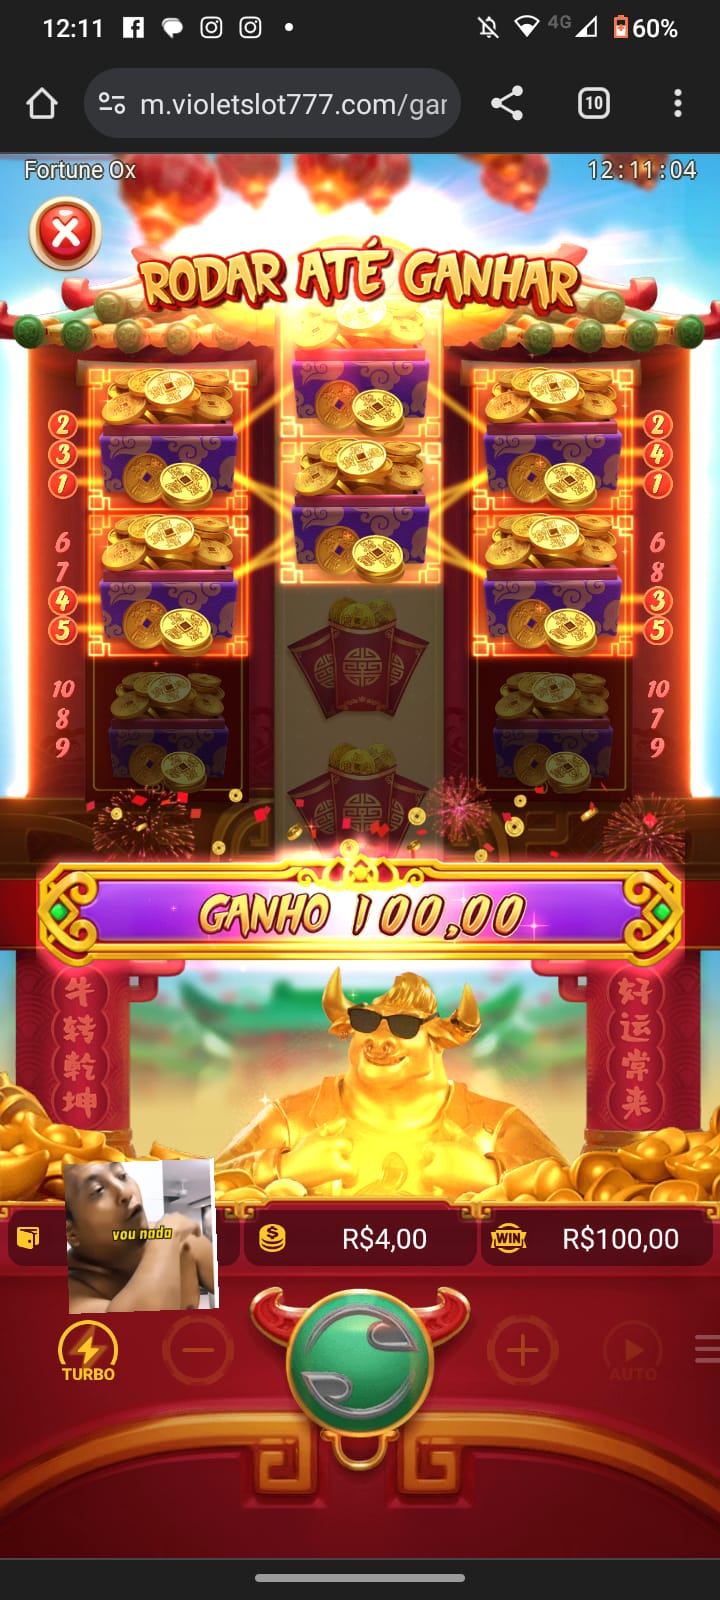 12:11
4G
60%
m.violetslot777.com/gar
10
Fortune Ox
12:11:04
RODAR ATÉ GANHAR
2
2
3
4
1
1
6
6
7
8
4
3
5
5
10
10
8
7
9
9
GANHO 100,00
牛转乾坤
好运常来
vou nada
R$4,00
WIN
R$100,00
TURBO
AUTO